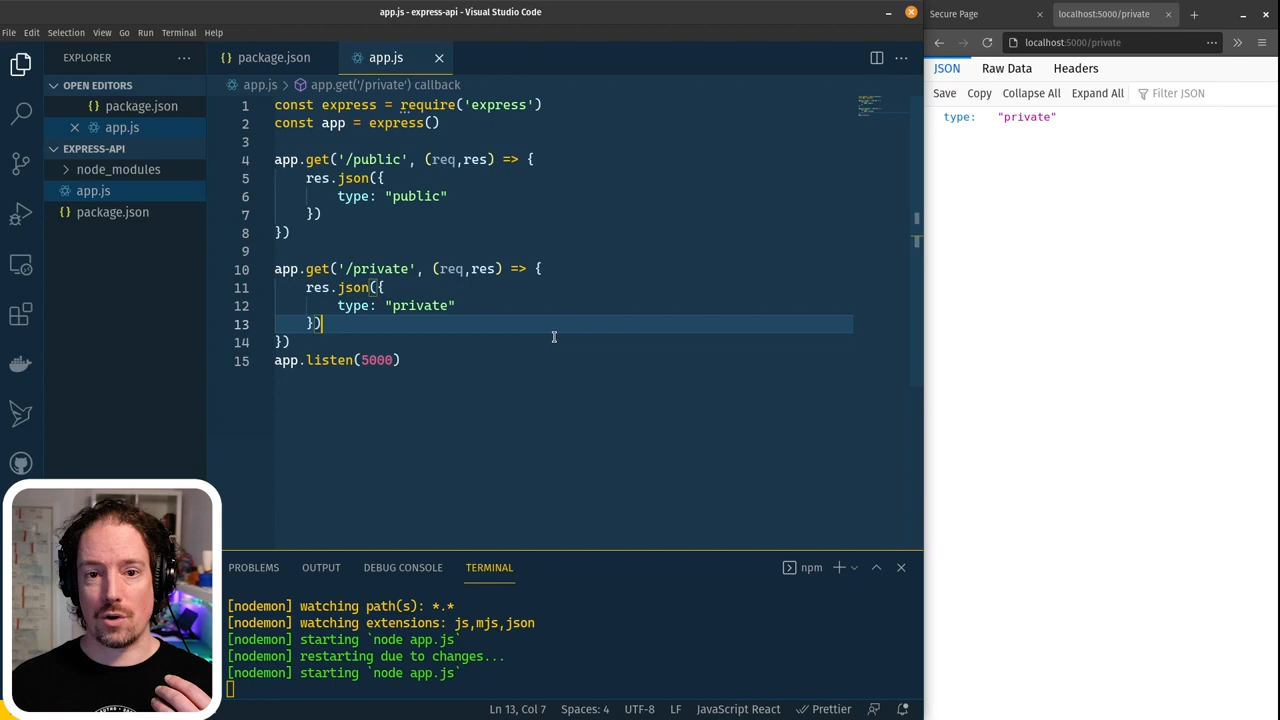 app.js - express-api - Visual Studio Code
File Edit Selection View Go Run Terminal Help
EXPLORER
OPEN EDITORS
package.json
app.js
EXPRESS-API
node_modules
app.js
package.json
package.json
app.js
app.js > app.get('/private') callback
1 const express = require('express')
2 const app = express()
3
4 app.get('/public', (req,res) => {
5 res.json({
6 type: "public"
7 })
8 })
9
10 app.get('/private', (req,res) => {
11 res.json({
12 type: "private"
13 })
14 })
15 app.listen(5000)
PROBLEMS OUTPUT DEBUG CONSOLE TERMINAL
npm
[nodemon] watching path(s): *.*
[nodemon] watching extensions: js,mjs,json
[nodemon] starting `node app.js`
[nodemon] restarting due to changes...
[nodemon] starting `node app.js`
Ln 13, Col 7 Spaces: 4 UTF-8 LF JavaScript React Prettier
Secure Page
localhost:5000/private
localhost:5000/private
JSON Raw Data Headers
Save Copy Collapse All Expand All Filter JSON
type: "private"